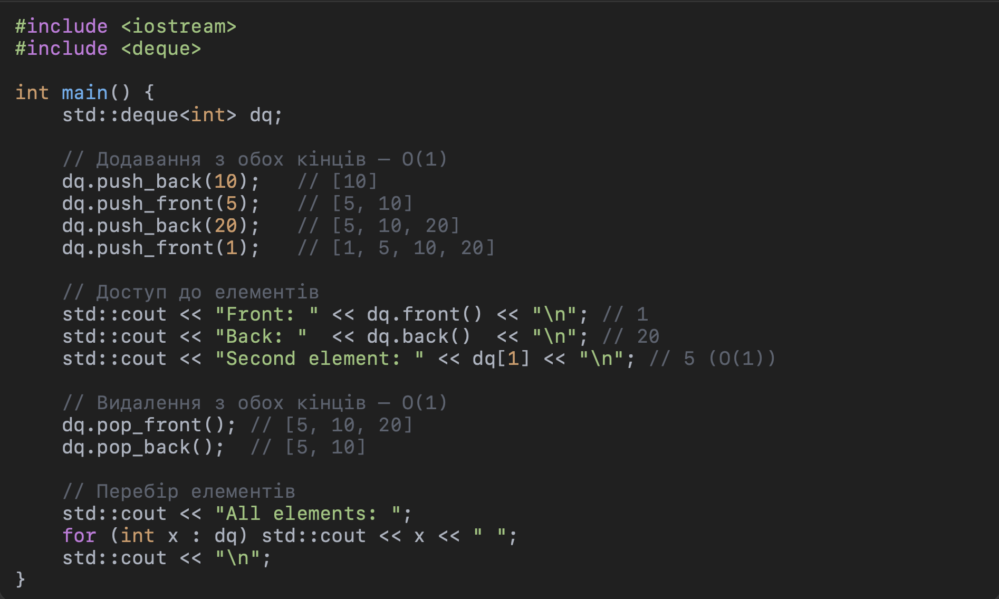 #include <iostream>
#include <deque>

int main() {
    std::deque<int> dq;

    // Додавання з обох кінців — O(1)
    dq.push_back(10);   // [10]
    dq.push_front(5);   // [5, 10]
    dq.push_back(20);   // [5, 10, 20]
    dq.push_front(1);   // [1, 5, 10, 20]

    // Доступ до елементів
    std::cout << "Front: " << dq.front() << "\n"; // 1
    std::cout << "Back: "  << dq.back()  << "\n"; // 20
    std::cout << "Second element: " << dq[1] << "\n"; // 5 (O(1))

    // Видалення з обох кінців — O(1)
    dq.pop_front(); // [5, 10, 20]
    dq.pop_back();  // [5, 10]

    // Перебір елементів
    std::cout << "All elements: ";
    for (int x : dq) std::cout << x << " ";
    std::cout << "\n";
}